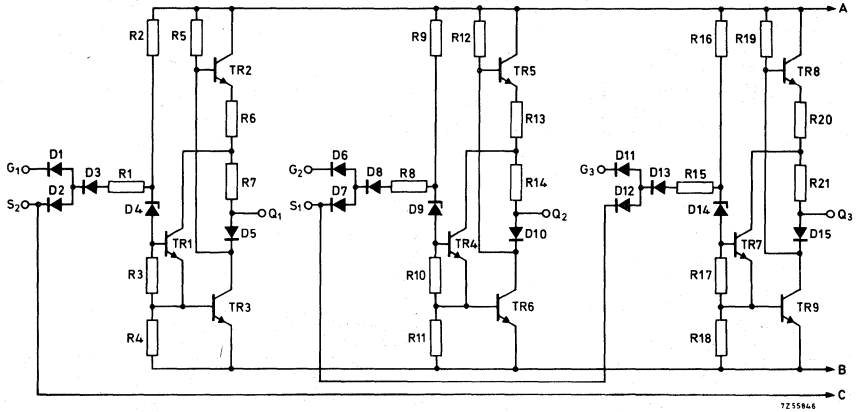 A
R2
R5
TR2
R6
R9
R12
TR5
R13
R16
R19
TR8
R20
G1
D1
D3
R1
S2
D2
D4
R7
Q1
D5
TR1
R3
TR3
R4
G2
D6
D8
R8
S1
D7
D9
R14
Q2
D10
TR4
R10
TR6
R11
G3
D11
D13
R15
D12
D14
R21
Q3
D15
TR7
R17
TR9
R18
B
C
7Z55846